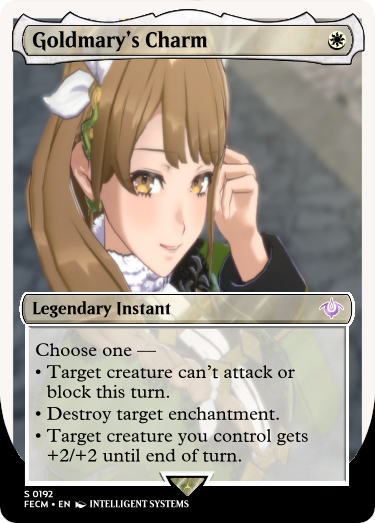 Goldmary's Charm
Legendary Instant
Choose one —
• Target creature can't attack or
block this turn.
• Destroy target enchantment.
• Target creature you control gets
+2/+2 until end of turn.
S 0192
FECM • EN INTELLIGENT SYSTEMS